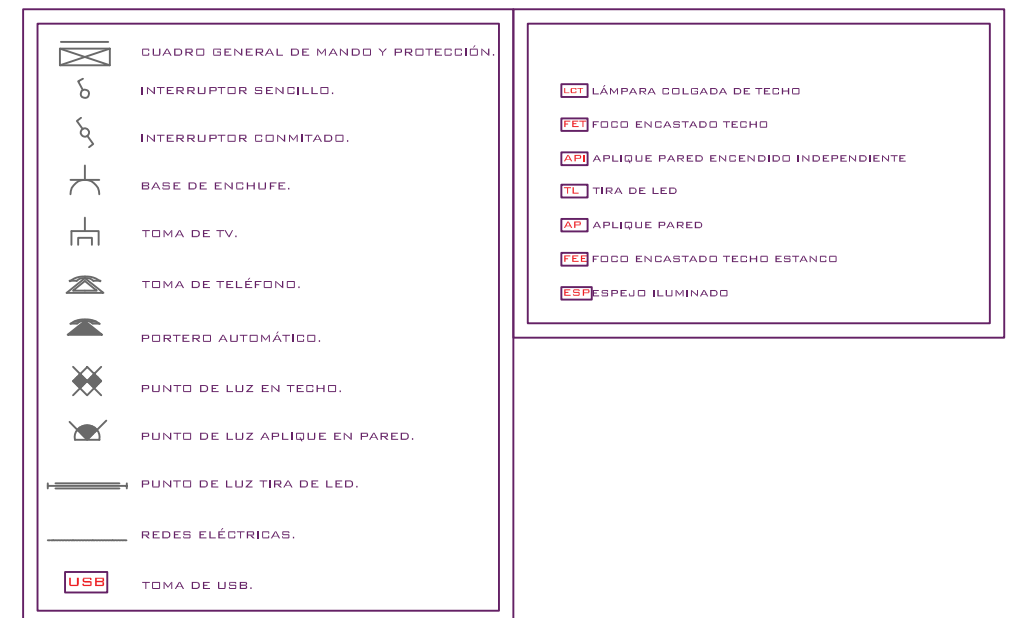 CUADRO GENERAL DE MANDO Y PROTECCIÓN.
INTERRUPTOR SENCILLO.
INTERRUPTOR CONMITADO.
BASE DE ENCHUFE.
TOMA DE TV.
TOMA DE TELÉFONO.
PORTERO AUTOMÁTICO.
PUNTO DE LUZ EN TECHO.
PUNTO DE LUZ APLIQUE EN PARED.
PUNTO DE LUZ TIRA DE LED.
REDES ELÉCTRICAS.
USB TOMA DE USB.
LCT LÁMPARA COLGADA DE TECHO
FET FOCO ENCASTADO TECHO
API APLIQUE PARED ENCENDIDO INDEPENDIENTE
TL TIRA DE LED
AP APLIQUE PARED
FEE FOCO ENCASTADO TECHO ESTANCO
ESP ESPEJO ILUMINADO